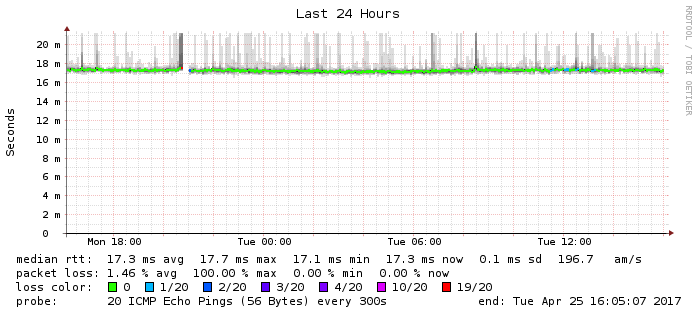 Last 24 Hours
RRDTOOL / TOBI OETIKER
Seconds
20 m
18 m
16 m
14 m
12 m
10 m
8 m
6 m
4 m
2 m
0
Mon 18:00 Tue 00:00 Tue 06:00 Tue 12:00
median rtt: 17.3 ms avg 17.7 ms max 17.1 ms min 17.3 ms now 0.1 ms sd 196.7 am/s
packet loss: 1.46 % avg 100.00 % max 0.00 % min 0.00 % now
loss color: 0 1/20 2/20 3/20 4/20 10/20 19/20
probe: 20 ICMP Echo Pings (56 Bytes) every 300s end: Tue Apr 25 16:05:07 2017